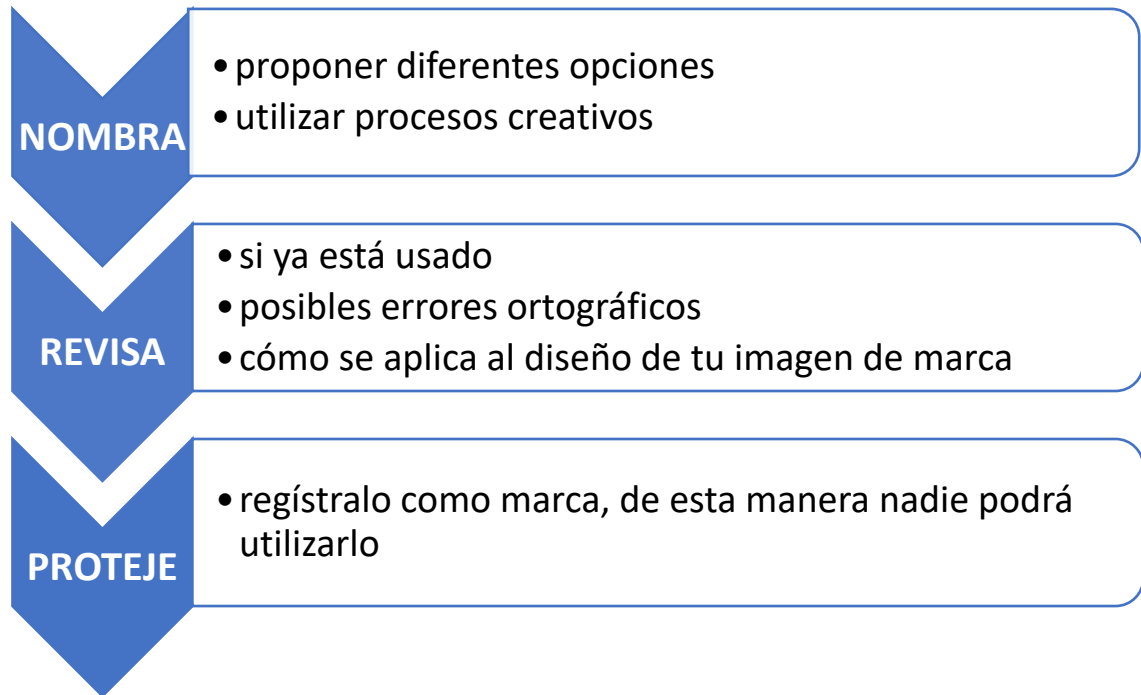 NOMBRA
• proponer diferentes opciones
• utilizar procesos creativos
REVISA
• si ya está usado
• posibles errores ortográficos
• cómo se aplica al diseño de tu imagen de marca
PROTEJE
• regístralo como marca, de esta manera nadie podrá
utilizarlo